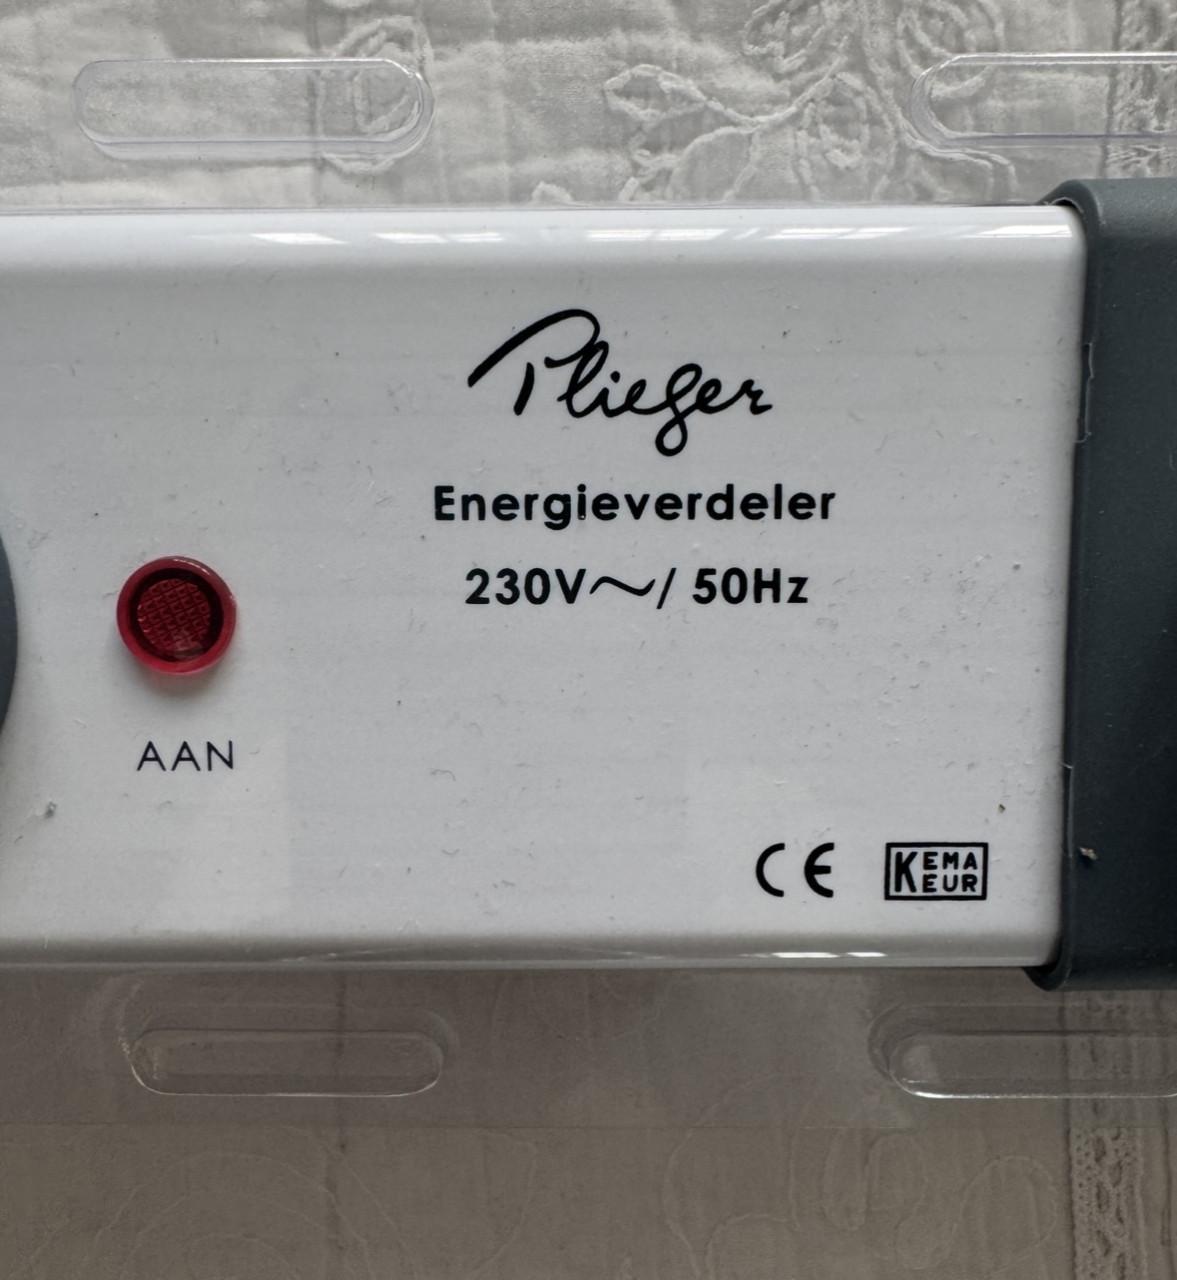 Plieger
Energieverdeler
230V～/ 50Hz
AAN
CE
KEMA
KEUR